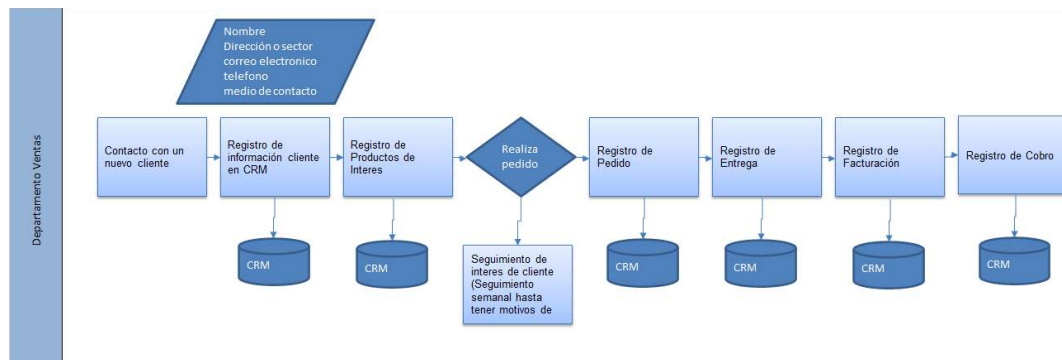 Nombre
Dirección o sector
correo electronico
telefono
medio de contacto
Departamento Ventas
Contacto con un
nuevo cliente
Registro de
información cliente
en CRM
Registro de
Productos de
Interes
Realiza
pedido
Registro de
Pedido
Registro de
Entrega
Registro de
Facturación
Registro de Cobro
CRM
CRM
Seguimiento de
interes de cliente
(Seguimiento
semanal hasta
tener motivos de
CRM
CRM
CRM
CRM